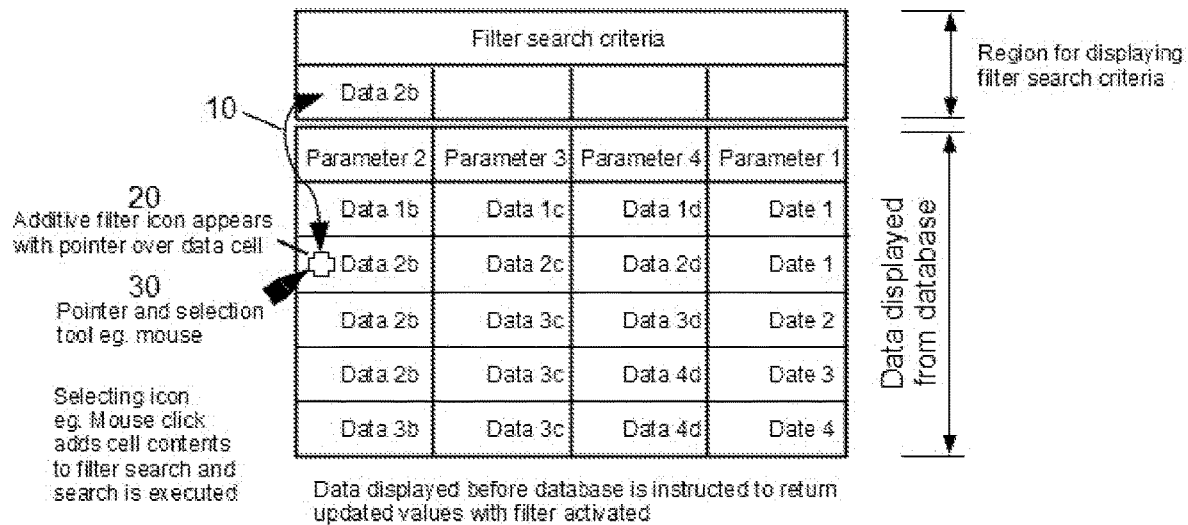 Filter search criteria
Data 2b
Region for displaying
filter search criteria
10
Parameter 2 Parameter 3 Parameter 4 Parameter 1
Data 1b Data 1c Data 1d Date 1
20
Additive filter icon appears
with pointer over data cell
Data 2b Data 2c Data 2d Date 1
30
Pointer and selection
tool eg. mouse
Data 2b Data 3c Data 3d Date 2
Data 2b Data 3c Data 4d Date 3
Data 3b Data 3c Data 4d Date 4
Selecting icon
eg. Mouse click
adds cell contents
to filter search and
search is executed
Data displayed
from database
Data displayed before database is instructed to return
updated values with filter activated